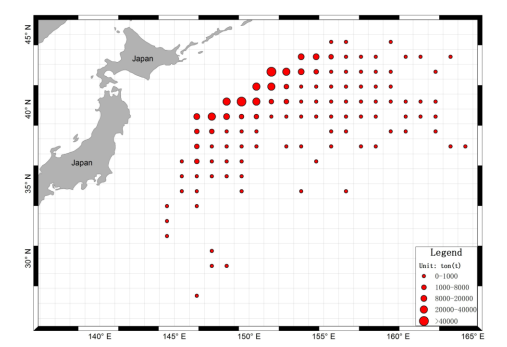 45° N
40° N
35° N
30° N
Japan
Japan
Legend
Unit: ton(t)
0-1000
1000-8000
8000-20000
20000-40000
>40000
140° E
145° E
150° E
155° E
160° E
165° E